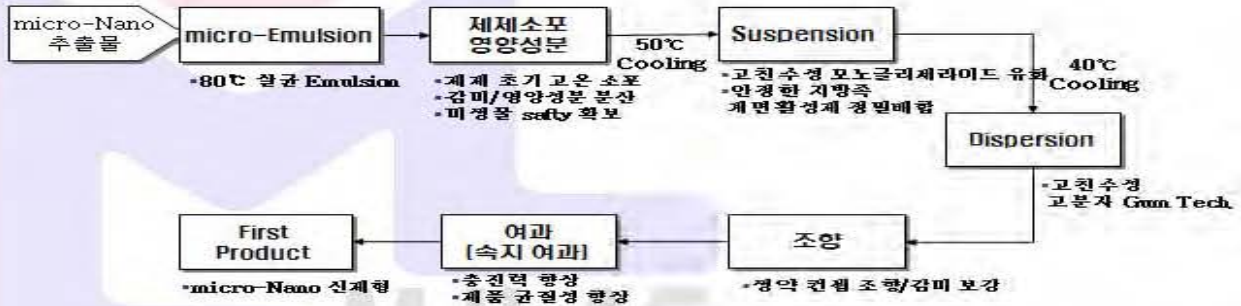 micro-Nano
추출물
micro-Emulsion
•80℃ 살균 Emulsion
제제소포
영양성분
•제제 초기 고온 소포
•감미/영양성분 분산
•미생물 safty 확보
50℃
Cooling
Suspension
•고친수성 모노글리세라이드 유화
•안정한 지방족
계면활성제 정밀배합
40℃
Cooling
Dispersion
•고친수성
고분자 Gum Tech.
조향
•생약 컨셉 조향/감미 보강
여과
[속지 여과]
•충진력 향상
•제품 균질성 향상
First
Product
•micro-Nano 신제형